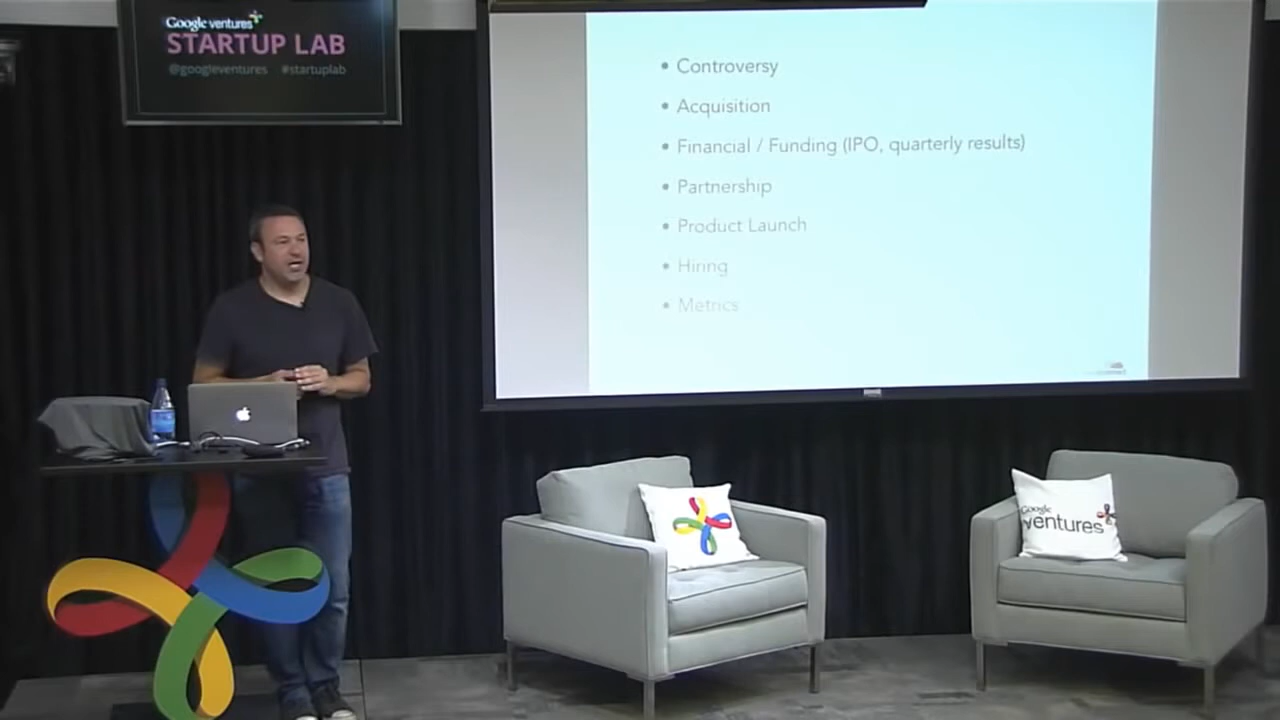 Google ventures
STARTUP LAB
@googleventures #startuplab
• Controversy
• Acquisition
• Financial / Funding (IPO, quarterly results)
• Partnership
• Product Launch
• Hiring
• Metrics
Google
ventures